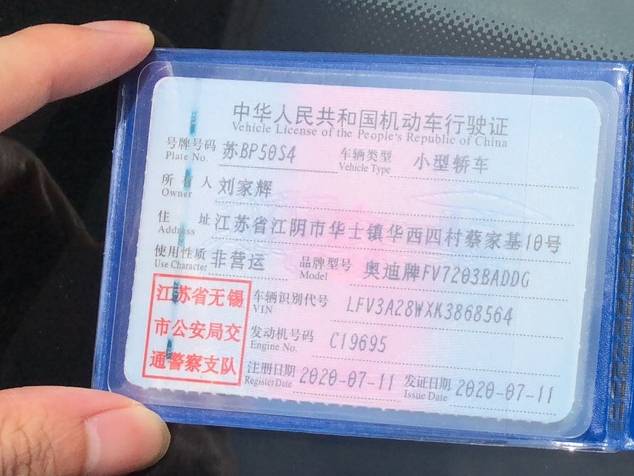 中华人民共和国机动车行驶证
Vehicle License of the People's Republic of China
号牌号码 苏BP50S4 车辆类型 小型轿车
Plate No. Vehicle Type
所有人 刘家辉
Owner
住址 江苏省江阴市华士镇华西四村蔡家基10号
Address
使用性质 非营运 品牌型号 奥迪牌FV7203BADDG
Use Character Model
江苏省无锡
市公安局交
通警察支队
车辆识别代号 LFV3A28WXK3868564
VIN
发动机号码 C19695
Engine No.
注册日期 2020-07-11 发证日期 2020-07-11
Register Date Issue Date